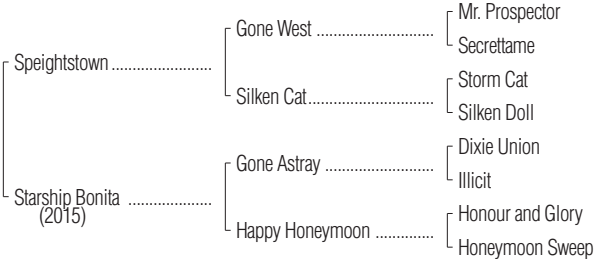 Mr. Prospector
Gone West
Secrettame
Speightstown
Storm Cat
Silken Cat
Silken Doll
Dixie Union
Gone Astray
Illicit
Starship Bonita
(2015)
Honour and Glory
Happy Honeymoon
Honeymoon Sweep